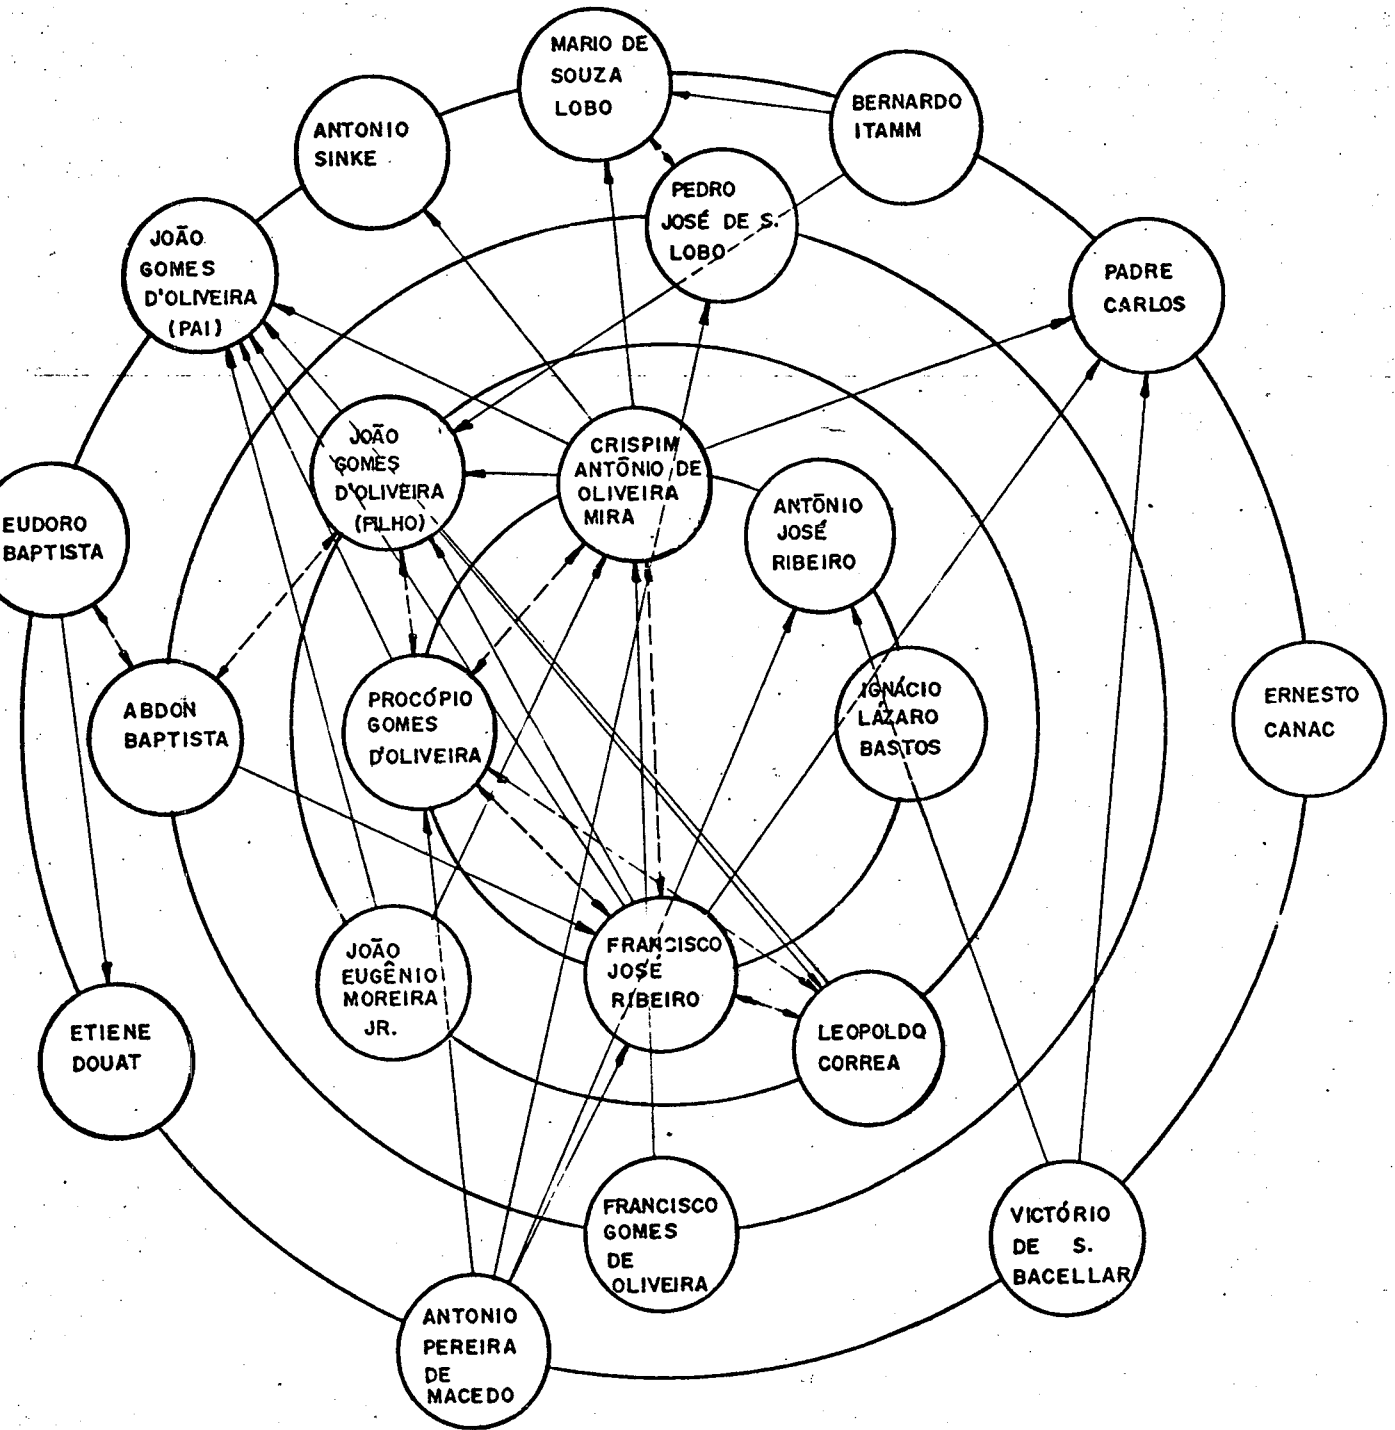 MARIO DE
SOUZA
LOBO
BERNARDO
ITAMM
ANTONIO
SINKE
PEDRO
JOSÉ DE S.
LOBO
JOÃO
GOMES
D'OLIVEIRA
(PAI)
PADRE
CARLOS
JOÃO
GOMES
D'OLIVEIRA
(FILHO)
CRISPIM
ANTÔNIO DE
OLIVEIRA
MIRA
ANTÕNIO
JOSÉ
RIBEIRO
EUDORO
BAPTISTA
ABDON
BAPTISTA
PROCÓPIO
GOMES
D'OLIVEIRA
IGNÁCIO
LÁZARO
BASTOS
ERNESTO
CANAC
JOÃO
EUGÊNIO
MOREIRA
JR.
FRANCISCO
JOSÉ
RIBEIRO
LEOPOLDO
CORREA
ETIENE
DOUAT
FRANCISCO
GOMES
DE
OLIVEIRA
VICTÓRIO
DE S.
BACELLAR
ANTONIO
PEREIRA
DE
MACEDO